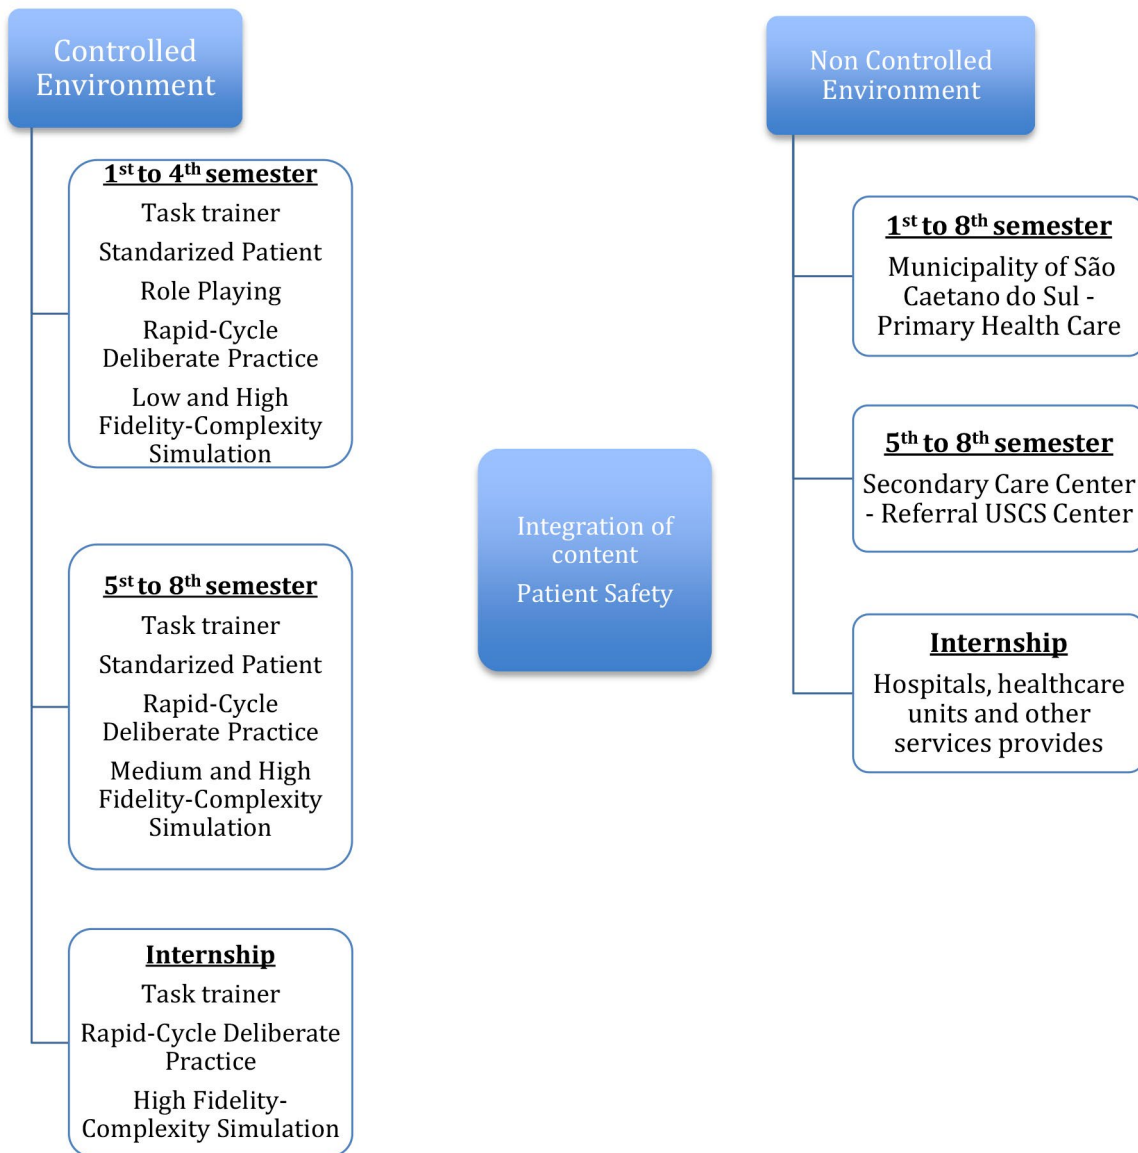 Controlled
Environment
1st to 4th semester
Task trainer
Standarized Patient
Role Playing
Rapid-Cycle
Deliberate Practice
Low and High
Fidelity-Complexity
Simulation
5st to 8th semester
Task trainer
Standarized Patient
Rapid-Cycle
Deliberate Practice
Medium and High
Fidelity-Complexity
Simulation
Internship
Task trainer
Rapid-Cycle Deliberate
Practice
High Fidelity-
Complexity Simulation
Integration of
content
Patient Safety
Non Controlled
Environment
1st to 8th semester
Municipality of São
Caetano do Sul -
Primary Health Care
5th to 8th semester
Secondary Care Center
- Referral USCS Center
Internship
Hospitals, healthcare
units and other
services provides